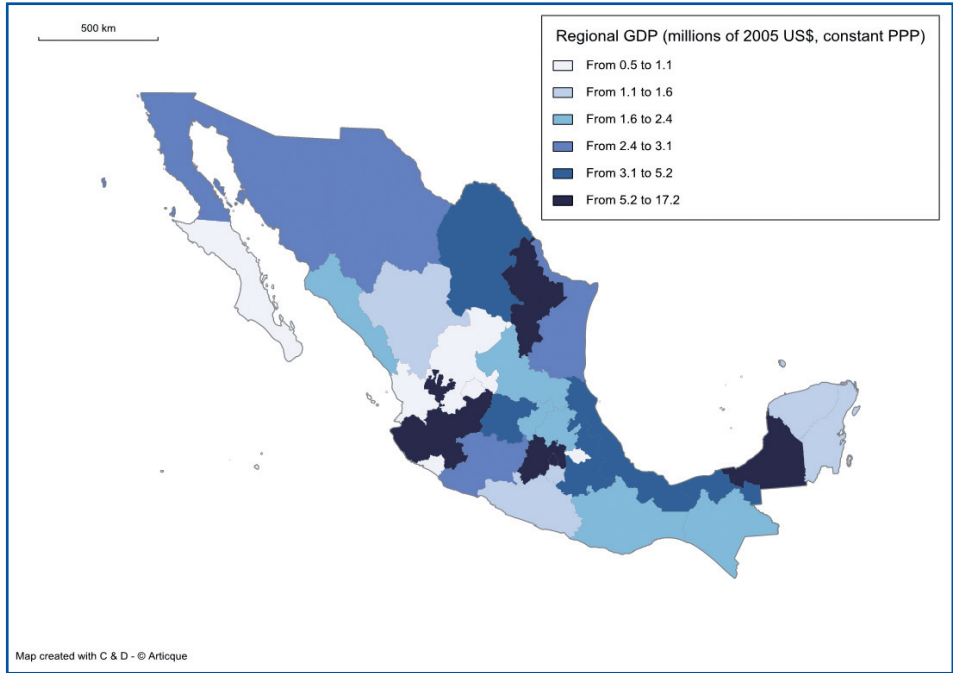 500 km
Regional GDP (millions of 2005 US$, constant PPP)
From 0.5 to 1.1
From 1.1 to 1.6
From 1.6 to 2.4
From 2.4 to 3.1
From 3.1 to 5.2
From 5.2 to 17.2
Map created with C & D - © Articque